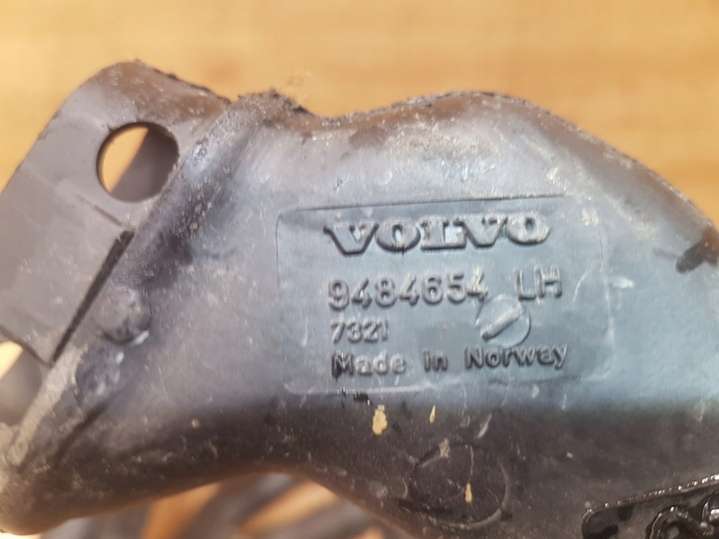 VOLVO
9484654 LH
7321
Made in Norway